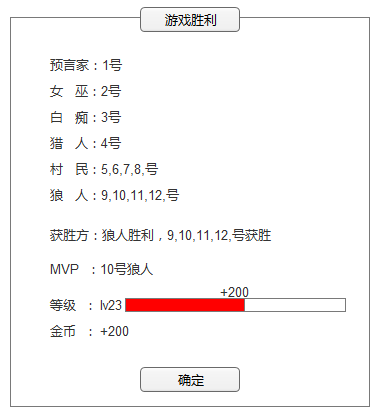 游戏胜利
预言家：1号
女 巫：2号
白 痴：3号
猎 人：4号
村 民：5,6,7,8,号
狼 人：9,10,11,12,号
获胜方：狼人胜利，9,10,11,12,号获胜
MVP ：10号狼人
+200
等级 ： lv23
金币 ： +200
确定